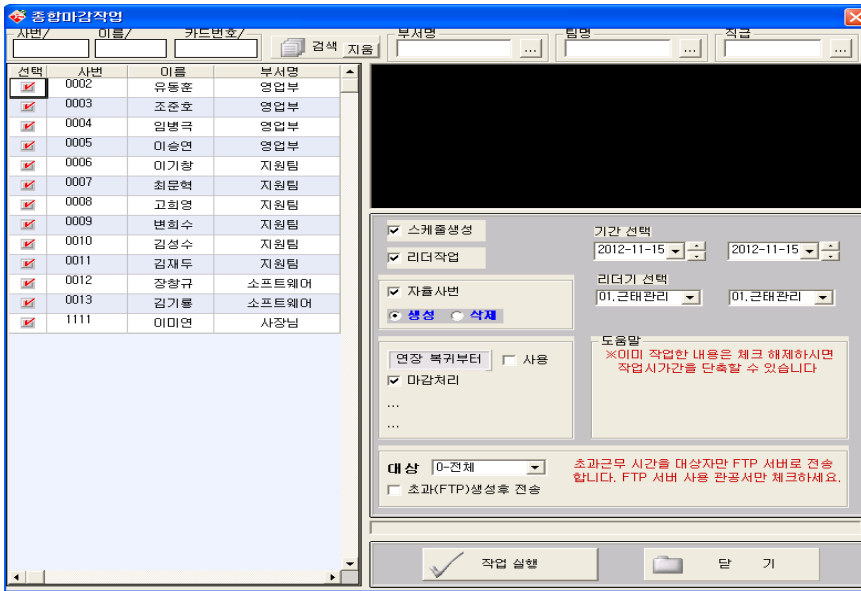 종합마감작업
사번/ 이름/ 카드번호/ 부서명 팀명 직급
검색 지움 ... ... ...
선택 사번 이름 부서명
0002 유동훈 영업부
0003 조준호 영업부
0004 임병극 영업부
0005 이승연 영업부
0006 이기창 지원팀
0007 최문혁 지원팀
0008 고희영 지원팀
0009 변희수 지원팀
0010 김성수 지원팀
0011 김재두 지원팀
0012 장창규 소프트웨어
0013 김기룡 소프트웨어
1111 이미연 사장님
스케줄생성
리더작업
기간 선택
2012-11-15 2012-11-15
리더기 선택
01.근태관리 01.근태관리
자율사번
생성 삭제
연장 복귀부터 사용
마감처리
...
...
도움말
※이미 작업한 내용은 체크 해제하시면
작업시가간을 단축할 수 있습니다
대상 0-전체
초과(FTP)생성후 전송
초과근무 시간을 대상자만 FTP 서버로 전송
합니다. FTP 서버 사용 관공서만 체크하세요.
작업 실행 닫 기